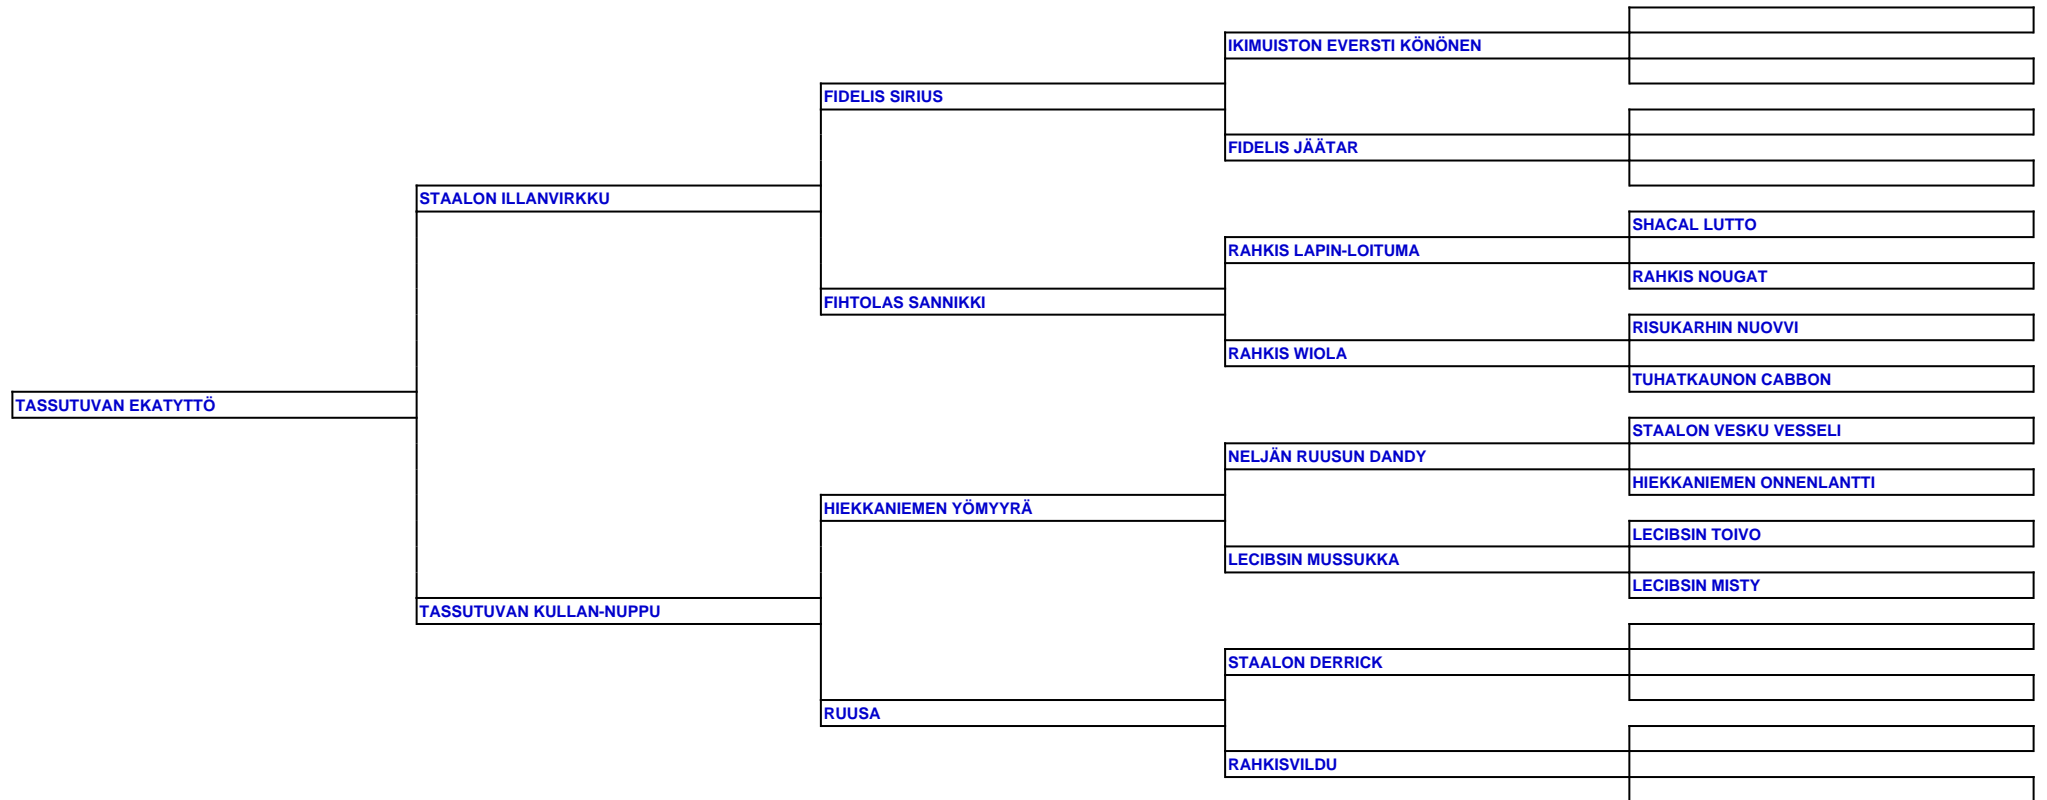 IKIMUISTON EVERSTI KÖNÖNEN
FIDELIS SIRIUS
FIDELIS JÄÄTAR
STAALON ILLANVIRKKU
SHACAL LUTTO
RAHKIS LAPIN-LOITUMA
RAHKIS NOUGAT
FIHTOLAS SANNIKKI
RISUKARHIN NUOVVI
RAHKIS WIOLA
TUHATKAUNON CABBON
TASSUTUVAN EKATYTTÖ
STAALON VESKU VESSELI
NELJÄN RUUSUN DANDY
HIEKKANIEMEN ONNENLANTTI
HIEKKANIEMEN YÖMYYRÄ
LECIBSIN TOIVO
LECIBSIN MUSSUKKA
LECIBSIN MISTY
TASSUTUVAN KULLAN-NUPPU
STAALON DERRICK
RUUSA
RAHKISVILDU